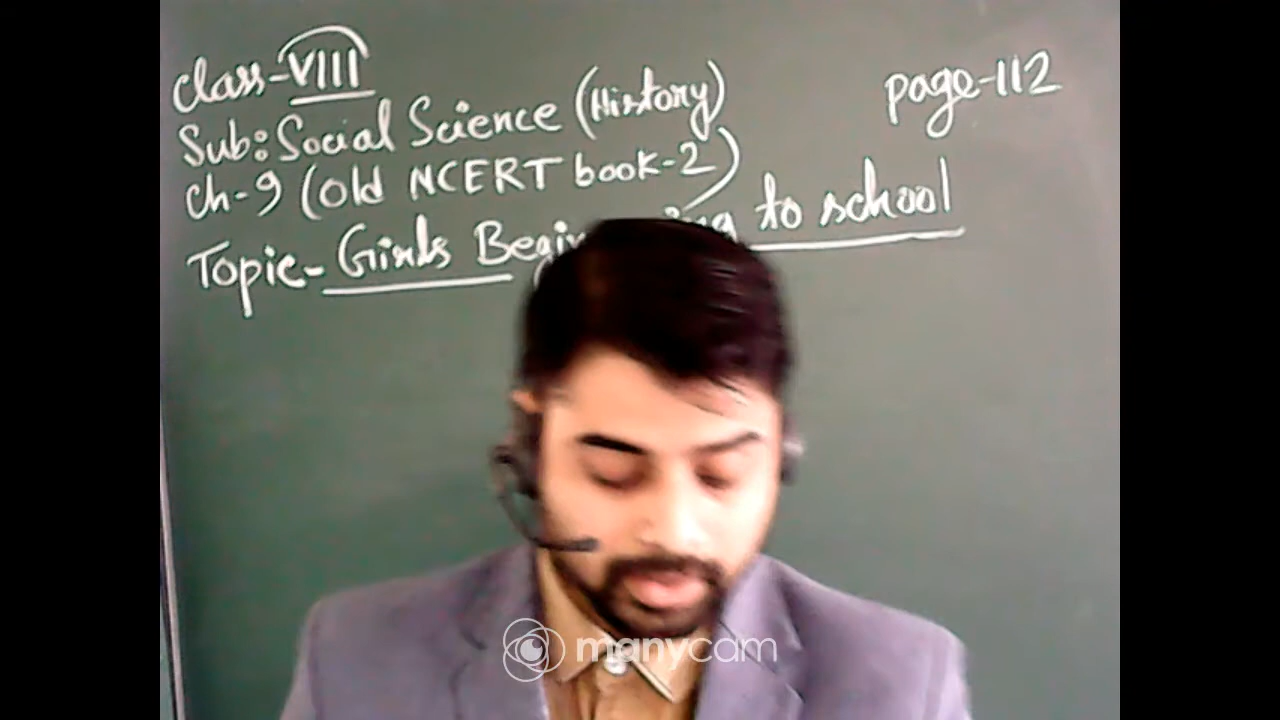 Class-VIII
Sub: Social Science (History)
page-112
Ch-9 (Old NCERT book-2)
Topic- Girls to school
manycam